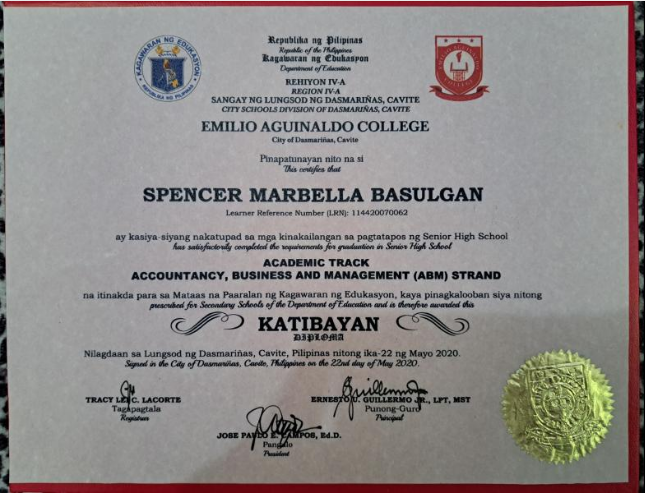 KAGAWARAN NG EDUKASYON
REPUBLIKA NG PILIPINAS
Republika ng Pilipinas
Republic of the Philippines
Kagawaran ng Edukasyon
Department of Education
REHIYON IV-A
REGION IV-A
SANGAY NG LUNGSOD NG DASMARIÑAS, CAVITE
CITY SCHOOLS DIVISION OF DASMARIÑAS, CAVITE
EMILIO AGUINALDO COLLEGE
City of Dasmariñas, Cavite
Pinapatunayan nito na si
This certifies that
SPENCER MARBELLA BASULGAN
Learner Reference Number (LRN): 114420070062
ay kasiya-siyang nakatupad sa mga kinakailangan sa pagtatapos ng Senior High School
has satisfactorily completed the requirements for graduation in Senior High School
ACADEMIC TRACK
ACCOUNTANCY, BUSINESS AND MANAGEMENT (ABM) STRAND
na itinakda para sa Mataas na Paaralan ng Kagawaran ng Edukasyon, kaya pinagkalooban siya nitong
prescribed for Secondary Schools of the Department of Education and is therefore awarded this
KATIBAYAN
DIPLOMA
Nilagdaan sa Lungsod ng Dasmariñas, Cavite, Pilipinas nitong ika-22 ng Mayo 2020.
Signed in the City of Dasmariñas, Cavite, Philippines on the 22nd day of May 2020.
TRACY C. LACORTE
Tagapagtala
Registrar
ERNESTO U. GUILLERMO JR., LPT, MST
Punong-Guro
Principal
JOSE PAULO E. CAMPOS, Ed.D.
Pangulo
President